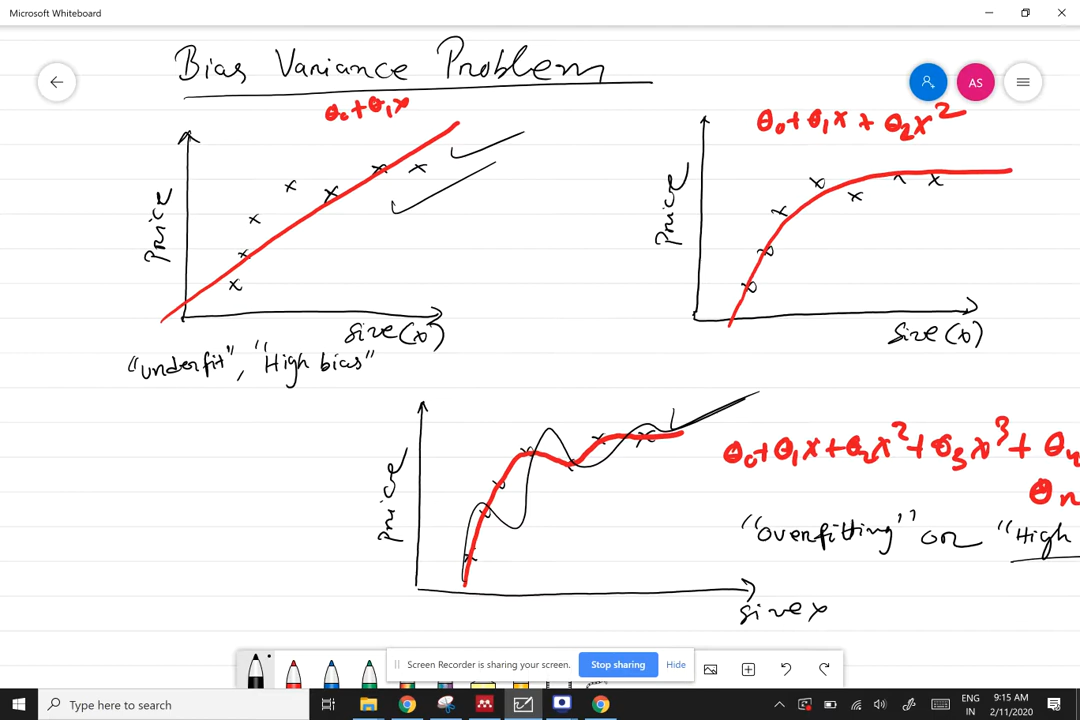 Microsoft Whiteboard
Bias Variance Problem
AS
θ₀+θ₁x
θ₀+θ₁x+θ₂x²
Price
Size(x)
"underfit", "High bias"
Price
Size(x)
Price
size x
θ₀+θ₁x+θ₂x²+θ₃x³+θ₄
θn
"Overfitting" or "High
Screen Recorder is sharing your screen.
Stop sharing
Hide
Type here to search
ENG
IN
9:15 AM
2/11/2020